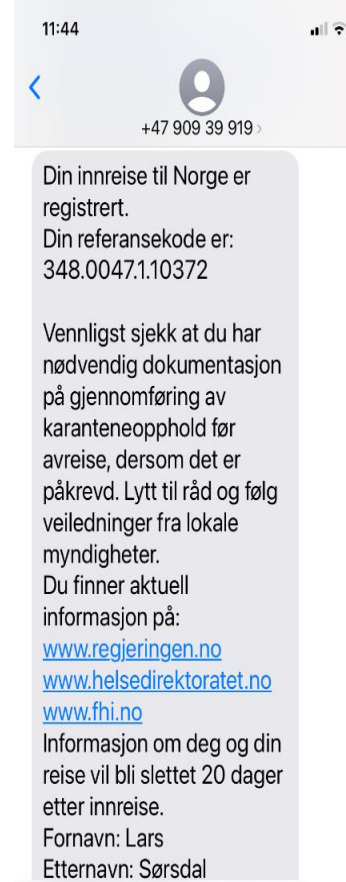 11:44
+47 909 39 919 >
Din innreise til Norge er
registrert.
Din referansekode er:
348.0047.1.10372
Vennligst sjekk at du har
nødvendig dokumentasjon
på gjennomføring av
karanteneopphold før
avreise, dersom det er
påkrevd. Lytt til råd og følg
veiledninger fra lokale
myndigheter.
Du finner aktuell
informasjon på:
www.regjeringen.no
www.helsedirektoratet.no
www.fhi.no
Informasjon om deg og din
reise vil bli slettet 20 dager
etter innreise.
Fornavn: Lars
Etternavn: Sørsdal